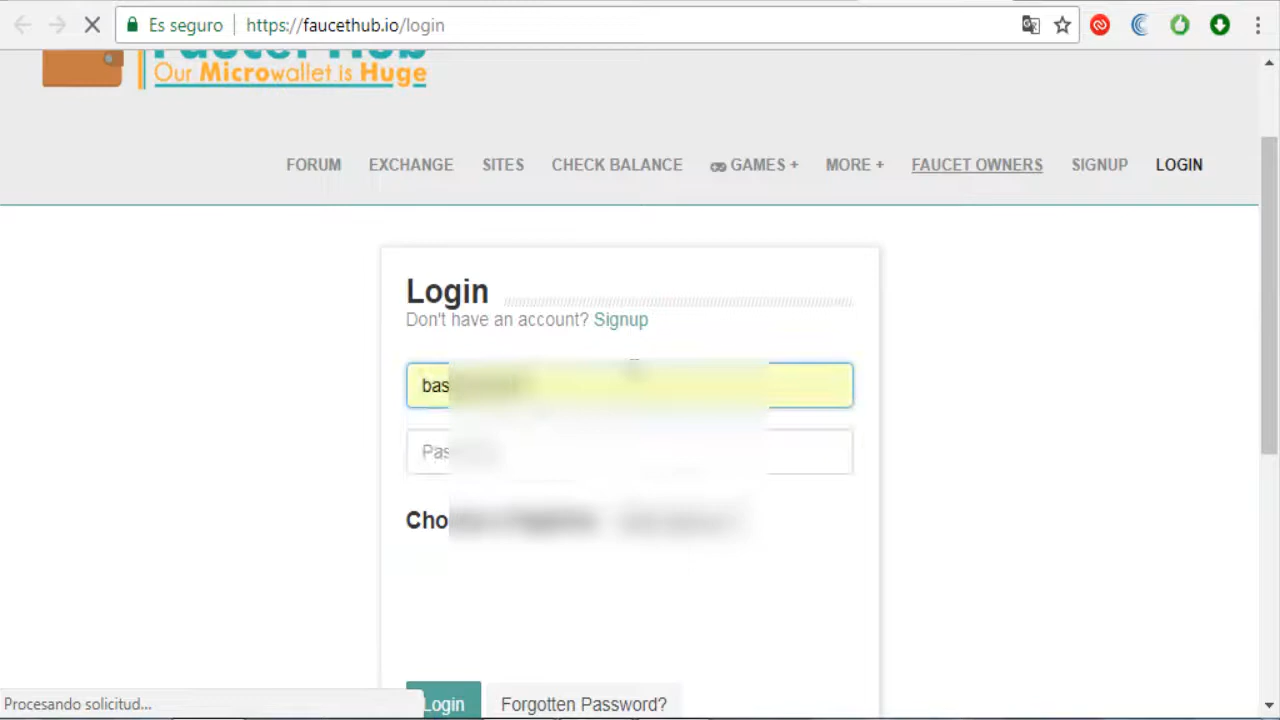 Es seguro https://faucethub.io/login
Our Microwallet is Huge
FORUM EXCHANGE SITES CHECK BALANCE GAMES + MORE + FAUCET OWNERS SIGNUP LOGIN
Login
Don't have an account? Signup
bas
Pas
Cho
Procesando solicitud...
Login Forgotten Password?